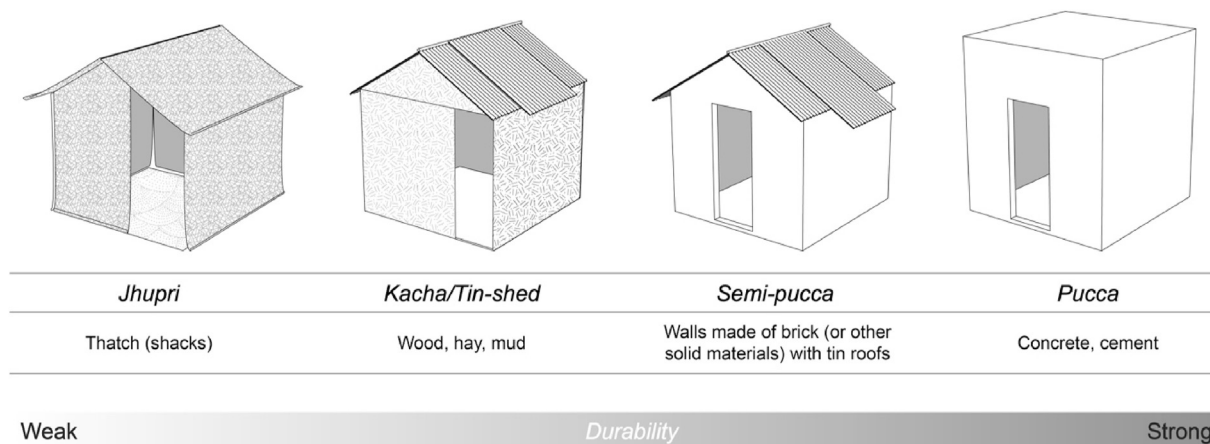 Jhupri
Kacha/Tin-shed
Semi-pucca
Pucca
Thatch (shacks)
Wood, hay, mud
Walls made of brick (or other
solid materials) with tin roofs
Concrete, cement
Weak
Durability
Strong